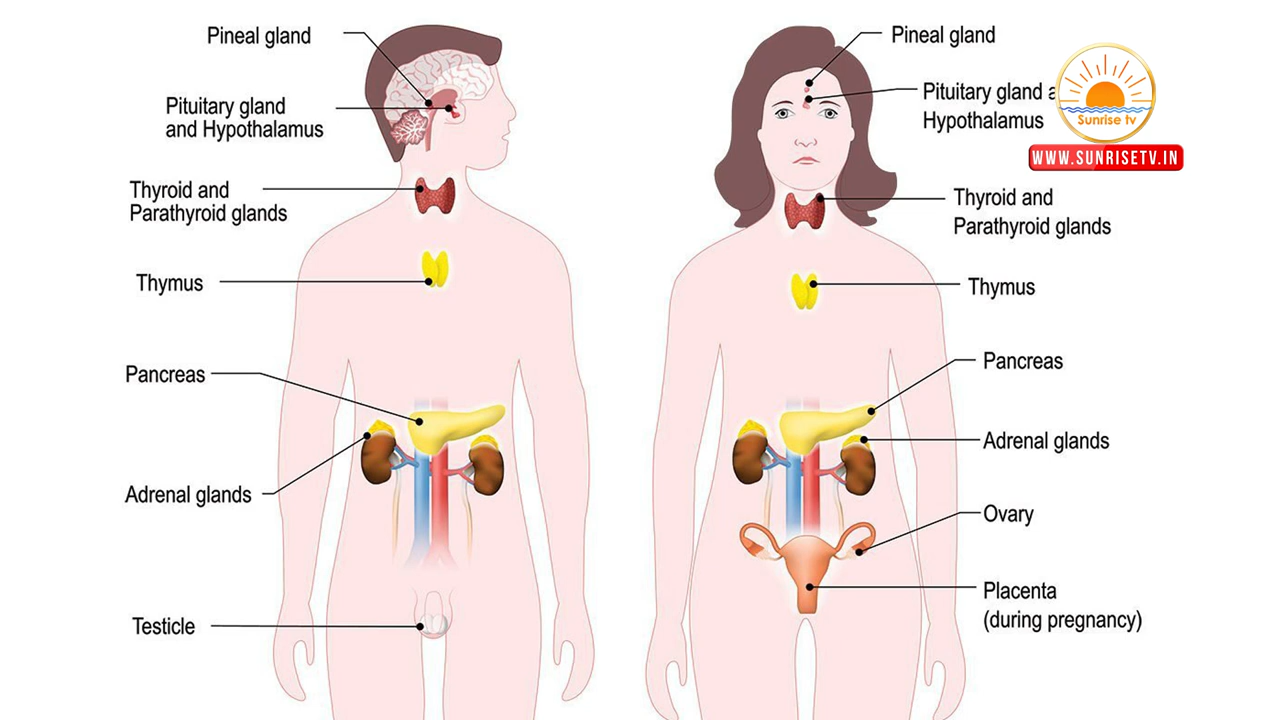 Pineal gland
Pituitary gland
and Hypothalamus
Thyroid and
Parathyroid glands
Thymus
Pancreas
Adrenal glands
Testicle
Pineal gland
Pituitary gland
Hypothalamus
Thyroid and
Parathyroid glands
Thymus
Pancreas
Adrenal glands
Ovary
Placenta
(during pregnancy)
Sunrise tv
WWW.SUNRISETV.IN